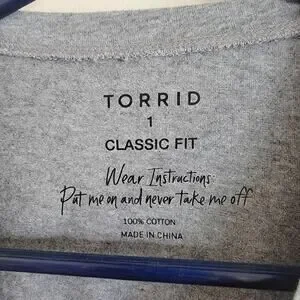 TORRID
1
CLASSIC FIT
Wear Instructions:
Put me on and never take me off
100% COTTON
MADE IN CHINA